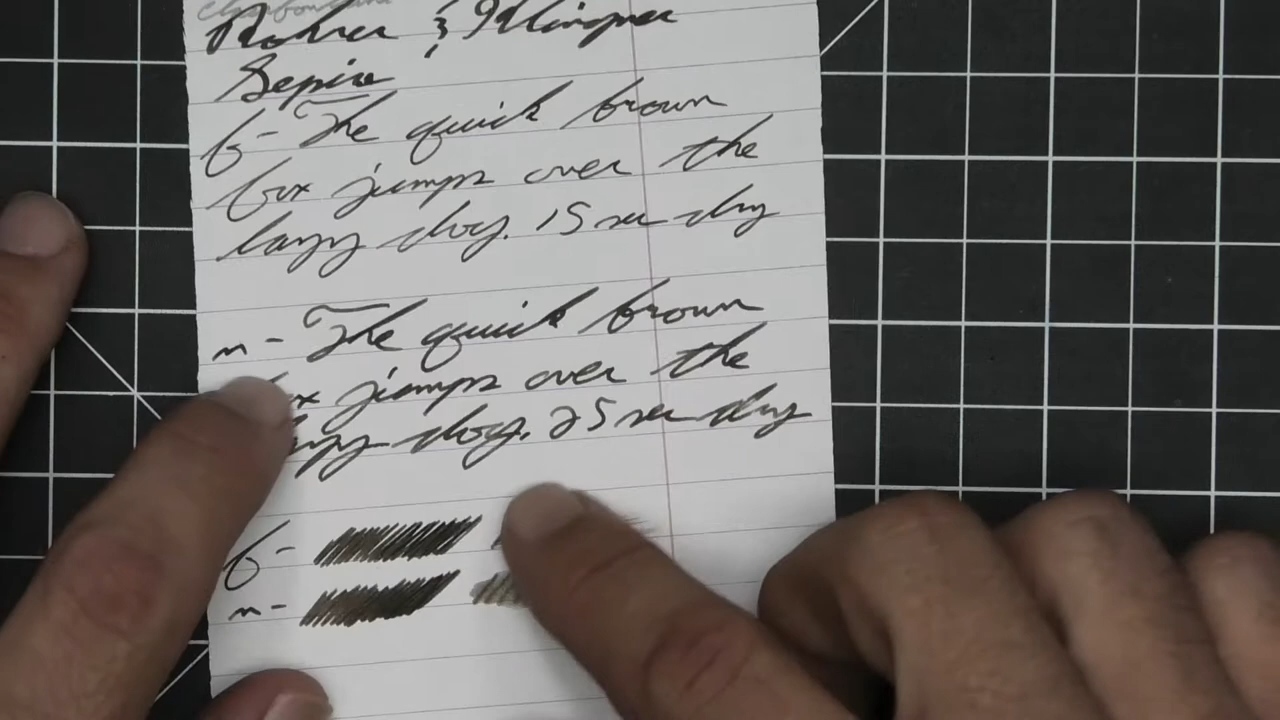 Rohrer & Klingner
Sepia
f- The quick brown
fox jumps over the
lazy dog. 15 sec dry
m- The quick brown
jumps over the
dog. 25 sec dry
f-
m-